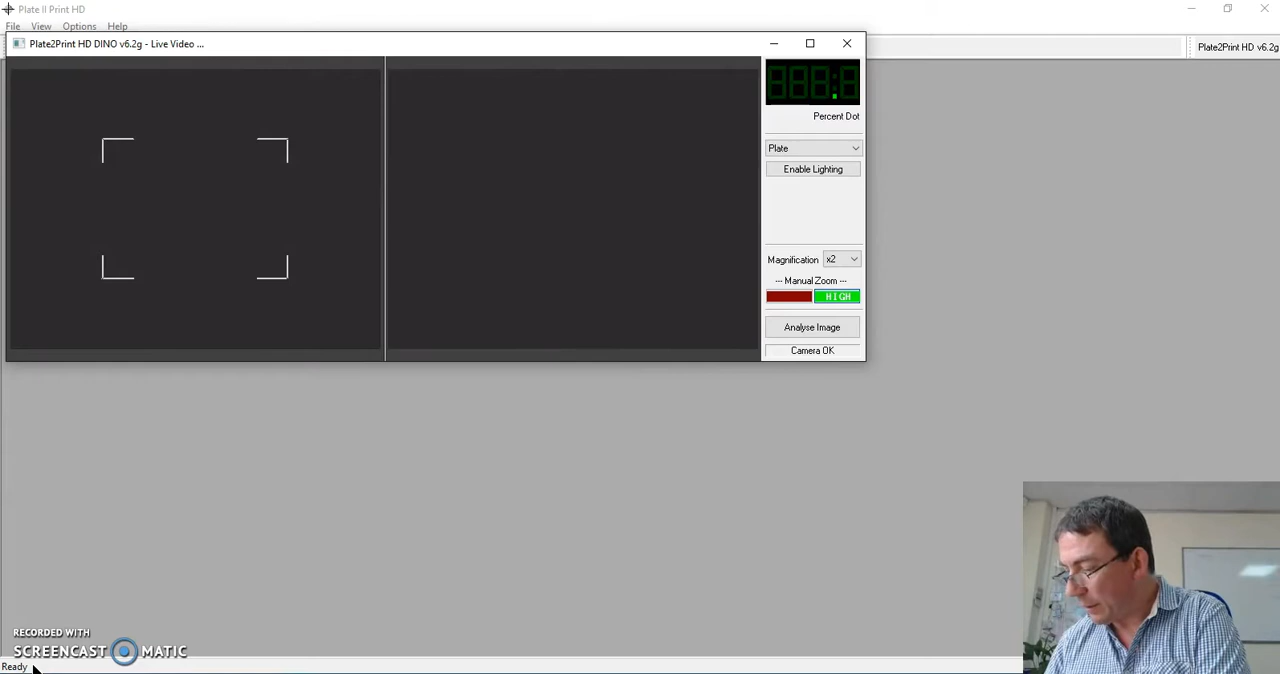 Plate II Print HD
File View Options Help
Plate2Print HD DINO v6.2g - Live Video ...
Plate2Print HD v6.2g
Percent Dot
Plate
Enable Lighting
Magnification x2
--- Manual Zoom ---
HIGH
Analyse Image
Camera OK
RECORDED WITH
SCREENCAST MATIC
Ready